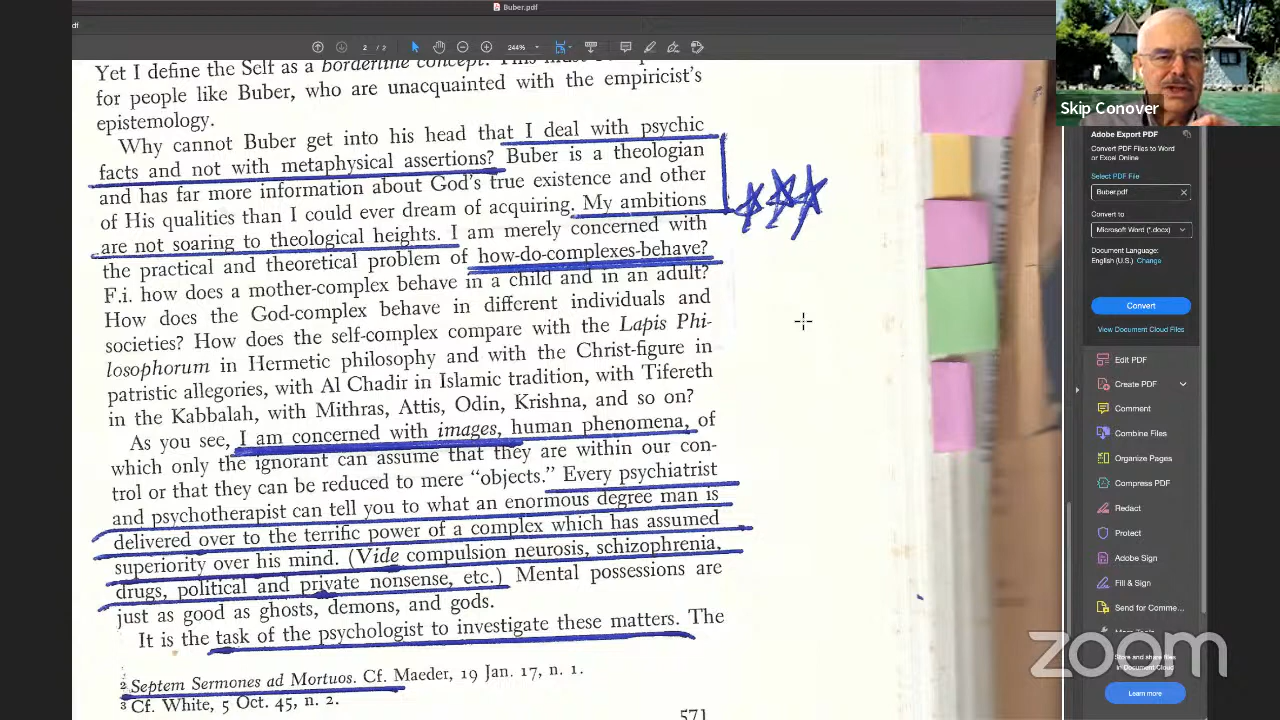 Buber.pdf
df
2 / 2
244%
Skip Conover
Yet I define the Self as a borderline concept.
for people like Buber, who are unacquainted with the empiricist's
epistemology.
Why cannot Buber get into his head that I deal with psychic
facts and not with metaphysical assertions? Buber is a theologian
and has far more information about God's true existence and other
of His qualities than I could ever dream of acquiring. My ambitions
are not soaring to theological heights. I am merely concerned with
the practical and theoretical problem of how-do-complexes-behave?
F.i. how does a mother-complex behave in a child and in an adult?
How does the God-complex behave in different individuals and
societies? How does the self-complex compare with the Lapis Phi-
losophorum in Hermetic philosophy and with the Christ-figure in
patristic allegories, with Al Chadir in Islamic tradition, with Tifereth
in the Kabbalah, with Mithras, Attis, Odin, Krishna, and so on?
As you see, I am concerned with images, human phenomena, of
which only the ignorant can assume that they are within our con-
trol or that they can be reduced to mere “objects.” Every psychiatrist
and psychotherapist can tell you to what an enormous degree man is
delivered over to the terrific power of a complex which has assumed
superiority over his mind. (Vide compulsion neurosis, schizophrenia,
drugs, political and private nonsense, etc.) Mental possessions are
just as good as ghosts, demons, and gods.
It is the task of the psychologist to investigate these matters. The
2 Septem Sermones ad Mortuos. Cf. Maeder, 19 Jan. 17, n. 1.
3 Cf. White, 5 Oct. 45, n. 2.
571
Adobe Export PDF
Convert PDF Files to Word
or Excel Online
Select PDF File
Buber.pdf
Convert to
Microsoft Word (*.docx)
Document Language:
English (U.S.) Change
Convert
View Document Cloud Files
Edit PDF
Create PDF
Comment
Combine Files
Organize Pages
Compress PDF
Redact
Protect
Adobe Sign
Fill & Sign
Send for Comme...
Store and share files
in Document Cloud
Learn more
zoom